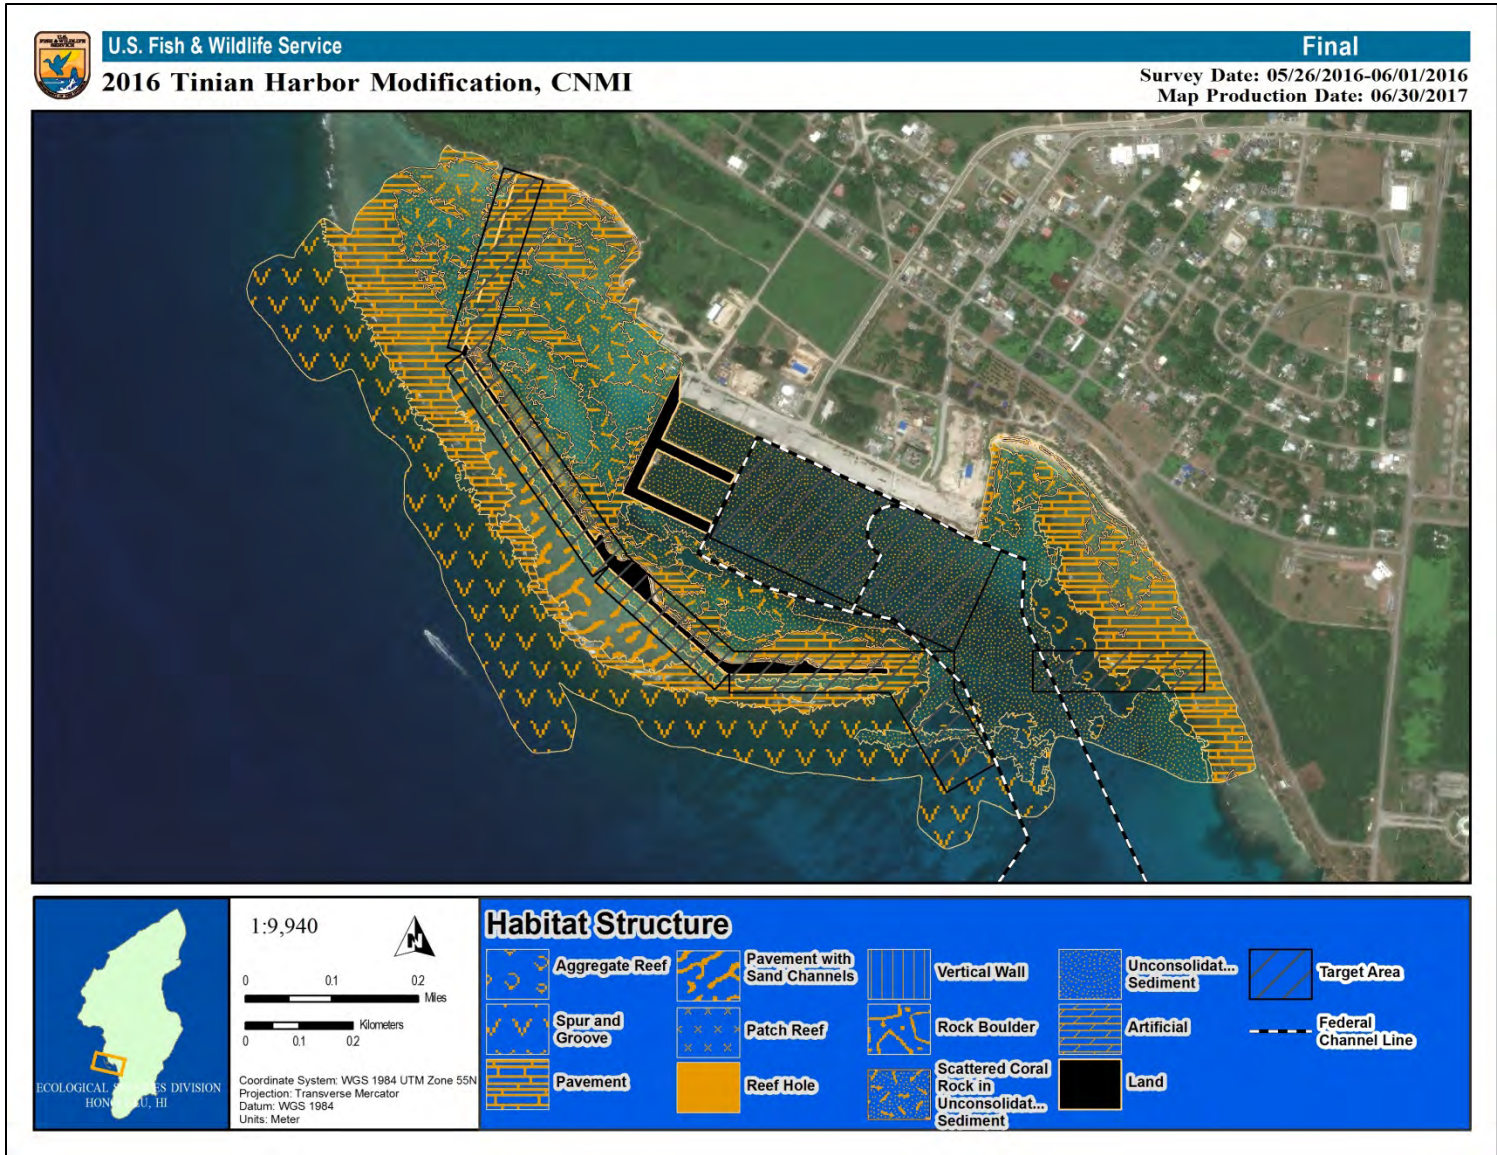 U.S.
FISH & WILDLIFE
SERVICE
U.S. Fish & Wildlife Service
Final
2016 Tinian Harbor Modification, CNMI
Survey Date: 05/26/2016-06/01/2016
Map Production Date: 06/30/2017
ECOLOGICAL
DIVISION
1:9,940
N
0 0.1 0.2
Miles
Kilometers
0 0.1 0.2
Coordinate System: WGS 1984 UTM Zone 55N
Projection: Transverse Mercator
Datum: WGS 1984
Units: Meter
Habitat Structure
Aggregate Reef
Spur and
Groove
Pavement
Pavement with
Sand Channels
Patch Reef
Reef Hole
Vertical Wall
Rock Boulder
Scattered Coral
Rock in
Unconsolidat...
Sediment
Unconsolidat...
Sediment
Artificial
Land
Target Area
Federal
Channel Line